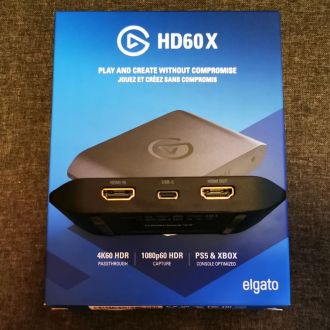 HD60 X
PLAY AND CREATE WITHOUT COMPROMISE
JOUEZ ET CRÉEZ SANS COMPROMIS
HDMI IN
USB-C
HDMI OUT
4K60 HDR
PASSTHROUGH
1080p60 HDR
CAPTURE
PS5 & XBOX
CONSOLE OPTIMIZED
elgato